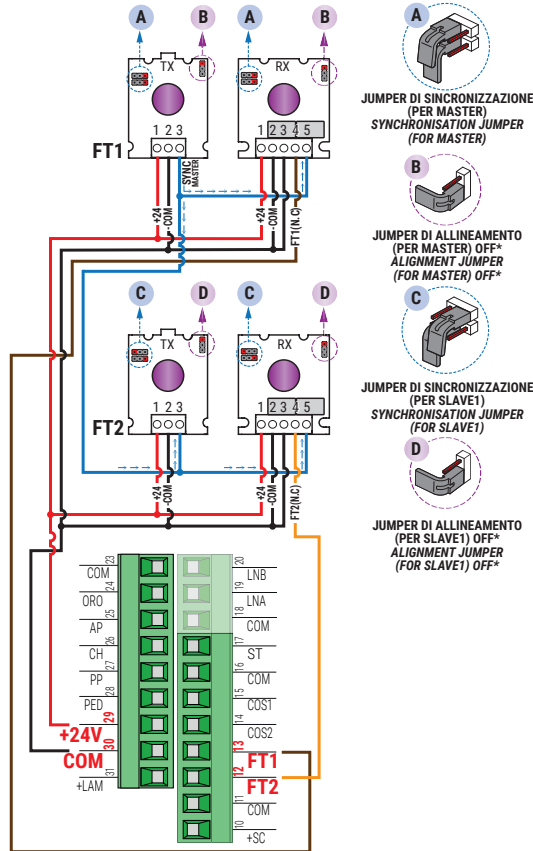 A B A B
TX RX
1 2 3
1 2 3 4 5
FT1
SYNC
MASTER
+24
-COM
+24
-COM
FT1(N.C)
C D C D
TX RX
1 2 3
1 2 3 4 5
FT2
+24
-COM
+24
-COM
FT2(N.C)
A
JUMPER DI SINCRONIZZAZIONE
(PER MASTER)
SYNCHRONISATION JUMPER
(FOR MASTER)
B
JUMPER DI ALLINEAMENTO
(PER MASTER) OFF*
ALIGNMENT JUMPER
(FOR MASTER) OFF*
C
JUMPER DI SINCRONIZZAZIONE
(PER SLAVE1)
SYNCHRONISATION JUMPER
(FOR SLAVE1)
D
JUMPER DI ALLINEAMENTO
(PER SLAVE1) OFF*
ALIGNMENT JUMPER
(FOR SLAVE1) OFF*
23
COM
24
ORO
25
AP
26
CH
27
PP
28
PED
29
+24V
30
COM
31
+LAM
20
LNB
19
LNA
18
COM
17
ST
16
COM
15
COS1
14
COS2
13
FT1
12
FT2
11
COM
10
+SC